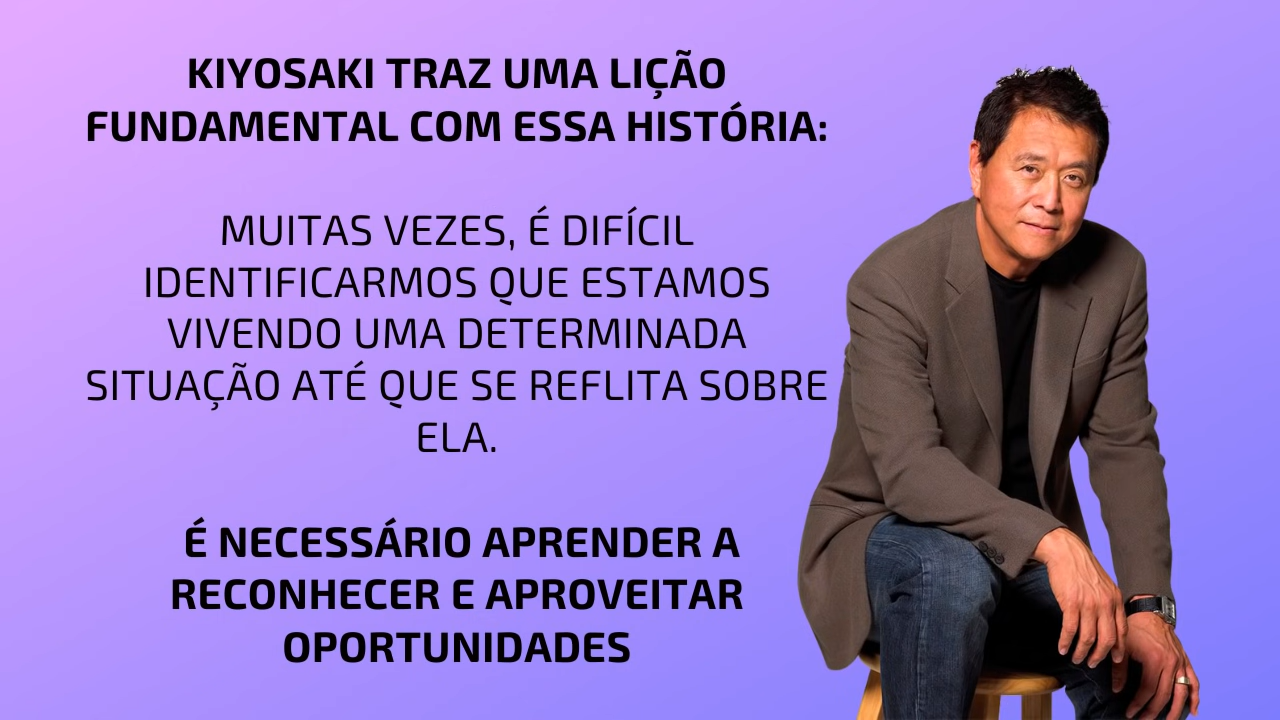 KIYOSAKI TRAZ UMA LIÇÃO
FUNDAMENTAL COM ESSA HISTÓRIA:
MUITAS VEZES, É DIFÍCIL
IDENTIFICARMOS QUE ESTAMOS
VIVENDO UMA DETERMINADA
SITUAÇÃO ATÉ QUE SE REFLITA SOBRE
ELA.
É NECESSÁRIO APRENDER A
RECONHECER E APROVEITAR
OPORTUNIDADES